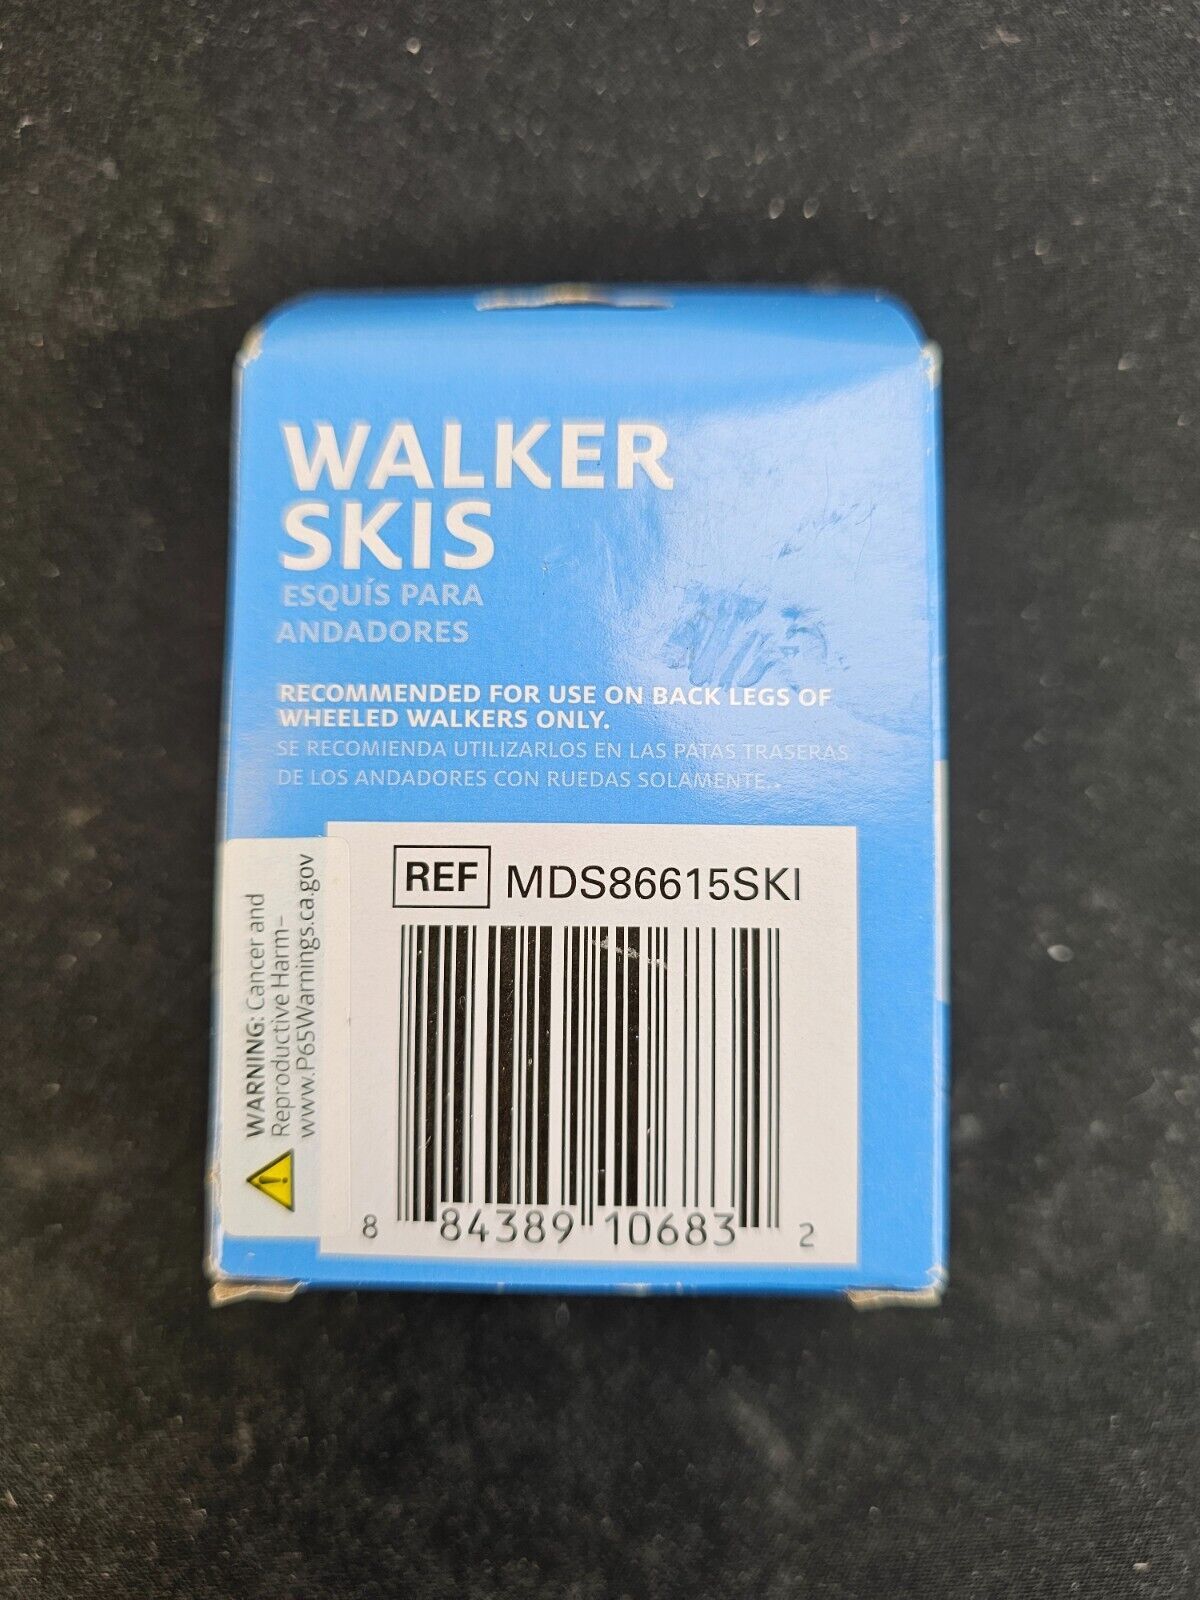 WALKER
SKIS
ESQUÍS PARA
ANDADORES
RECOMMENDED FOR USE ON BACK LEGS OF
WHEELED WALKERS ONLY.
SE RECOMIENDA UTILIZARLOS EN LAS PATAS TRASERAS
DE LOS ANDADORES CON RUEDAS SOLAMENTE..
REF MDS86615SKI
8 84389 10683 2
WARNING: Cancer and
Reproductive Harm-
www.P65Warnings.ca.gov